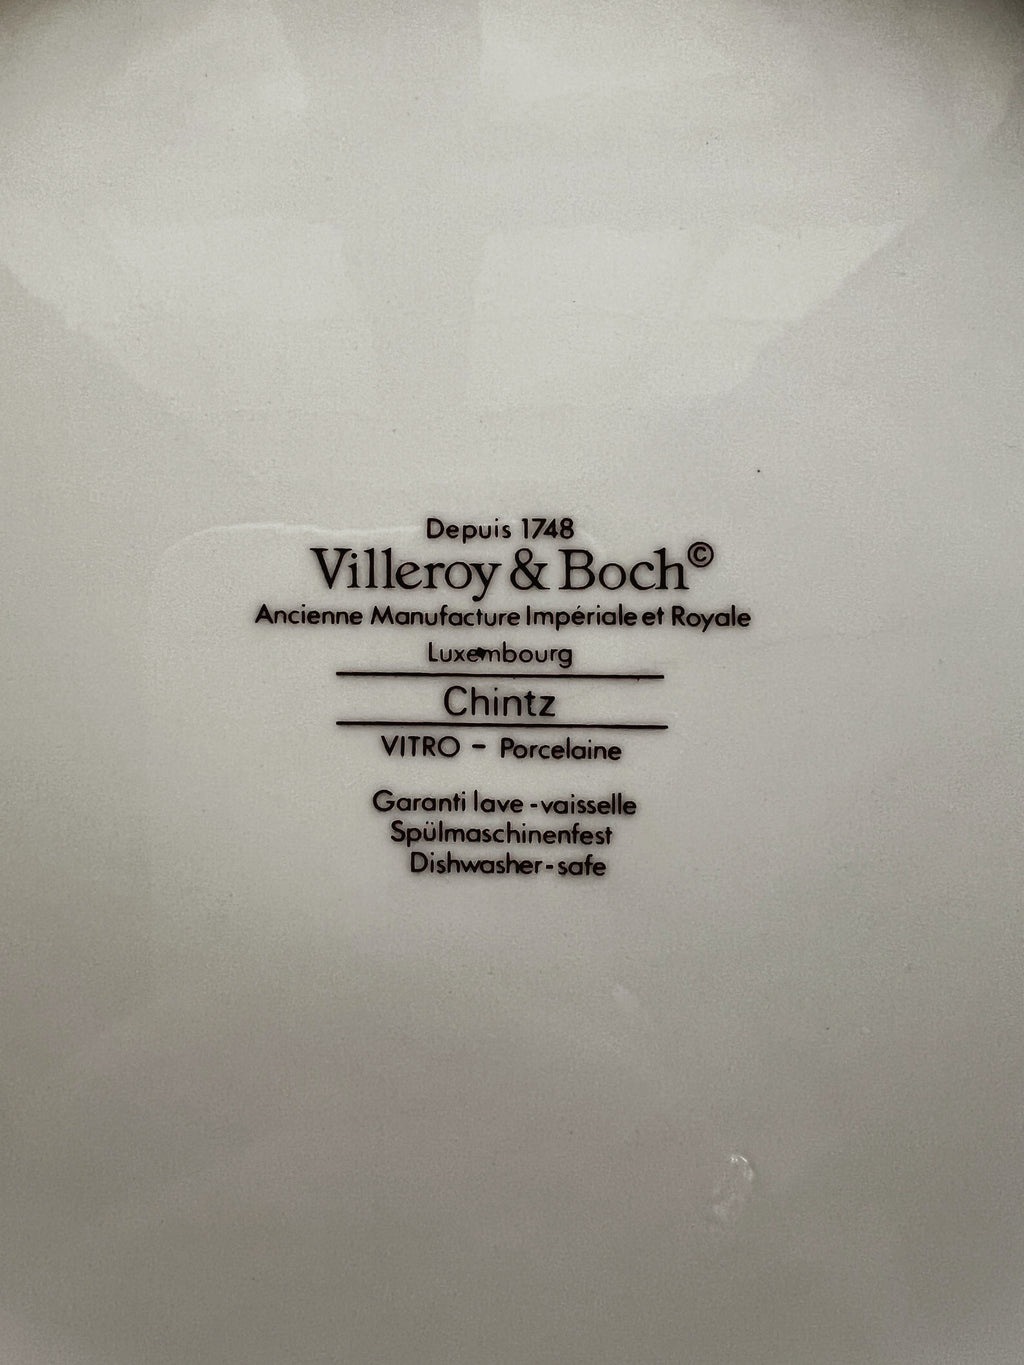 Depuis 1748
Villeroy & Boch©
Ancienne Manufacture Impériale et Royale
Luxembourg
Chintz
VITRO - Porcelaine
Garanti lave-vaisselle
Spülmaschinenfest
Dishwasher-safe